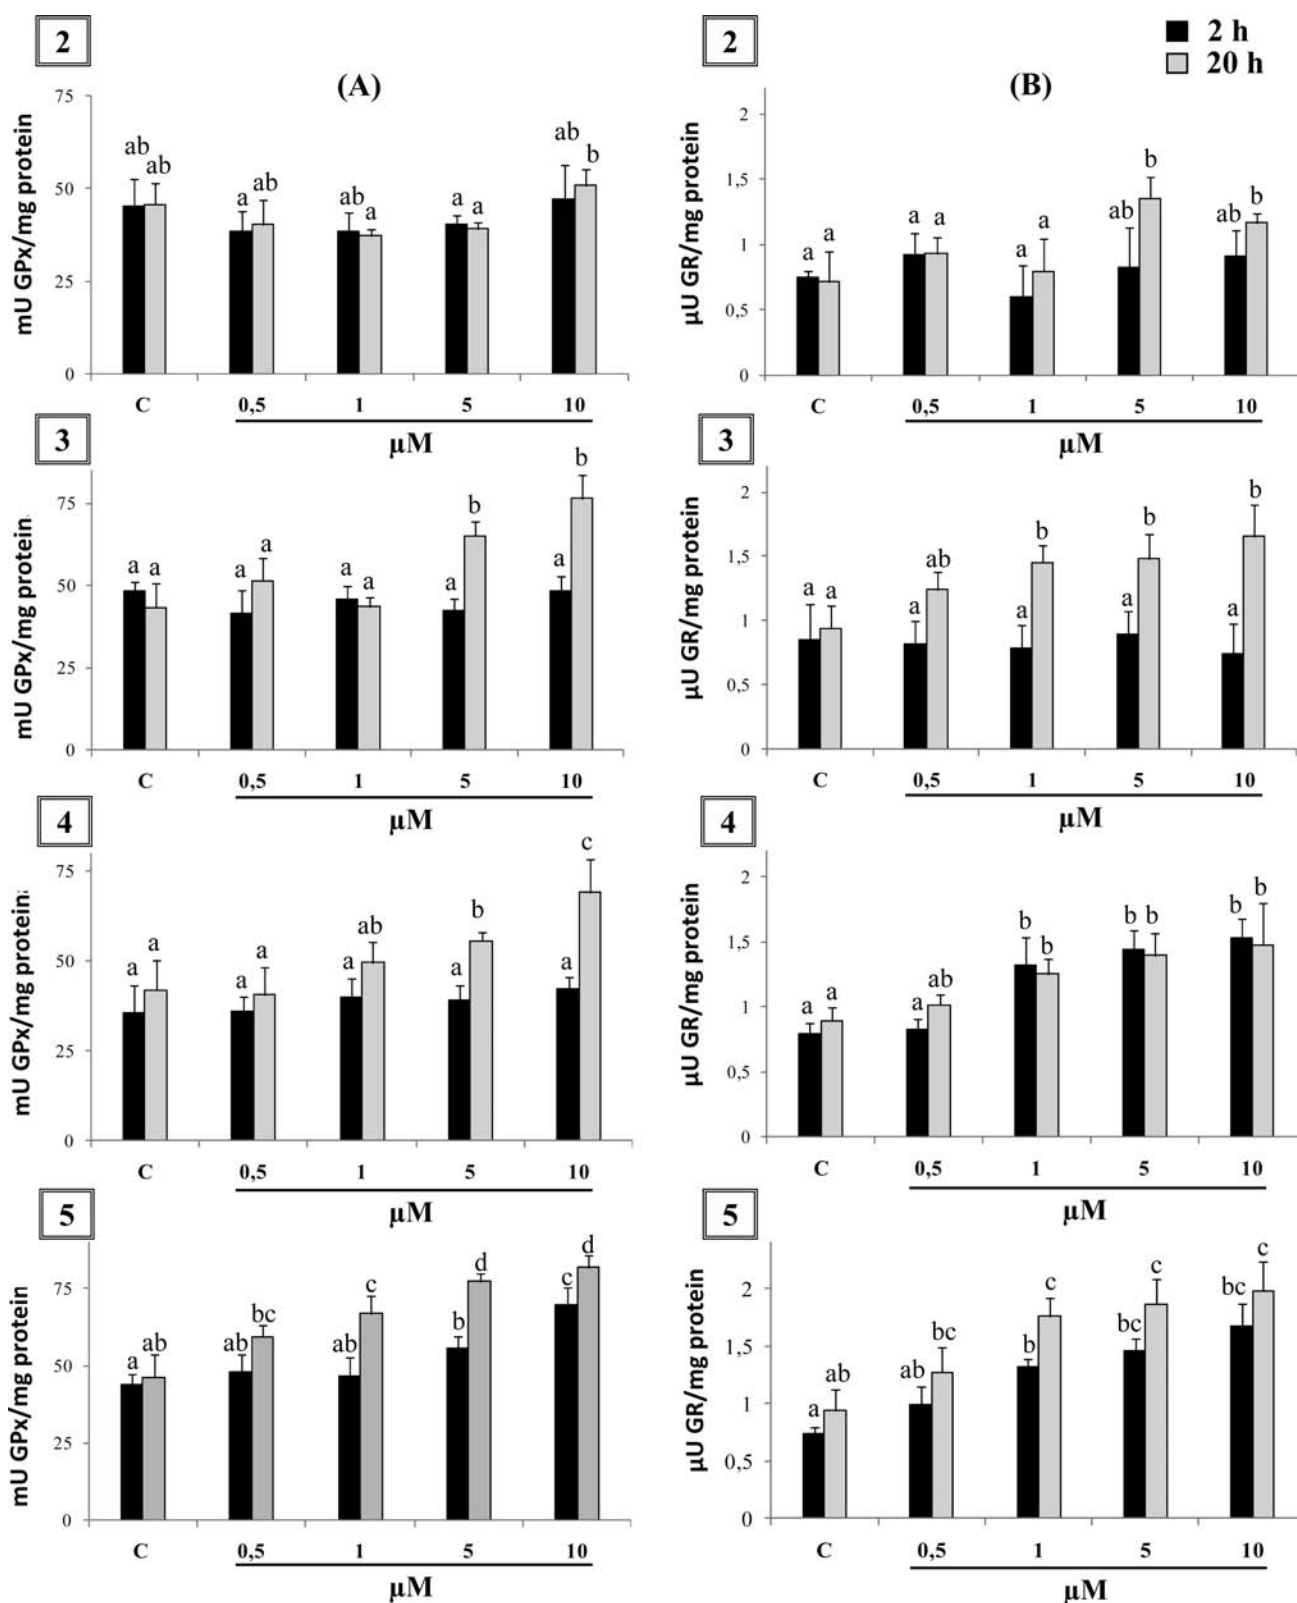 2
2
2 h
20 h
(A)
(B)
mU GPx/mg protein
75
50
25
0
ab ab a ab ab a a a ab b
C 0,5 1 5 10
µM
µU GR/mg protein
2
1,5
1
0,5
0
a a a a a a ab b ab b
C 0,5 1 5 10
µM
3
mU GPx/mg protein
75
50
25
0
a a a a a a a b a b
C 0,5 1 5 10
µM
3
µU GR/mg protein
2
1,5
1
0,5
0
a a a ab a b a b a b
C 0,5 1 5 10
µM
4
mU GPx/mg protein
75
50
25
0
a a a a a ab a b a c
C 0,5 1 5 10
µM
4
µU GR/mg protein
2
1,5
1
0,5
0
a a a ab b b b b b b
C 0,5 1 5 10
µM
5
mU GPx/mg protein
75
50
25
0
a ab ab bc ab c b d c d
C 0,5 1 5 10
µM
5
µU GR/mg protein
2
1,5
1
0,5
0
a ab ab bc b c bc c bc c
C 0,5 1 5 10
µM